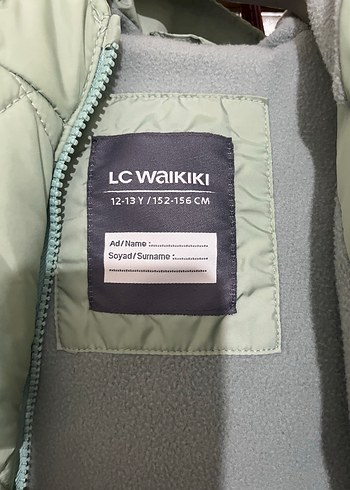 LC WAIKIKI
12-13 Y / 152-156 CM
Ad/Name :....................
Soyad/Surname :............
..................................